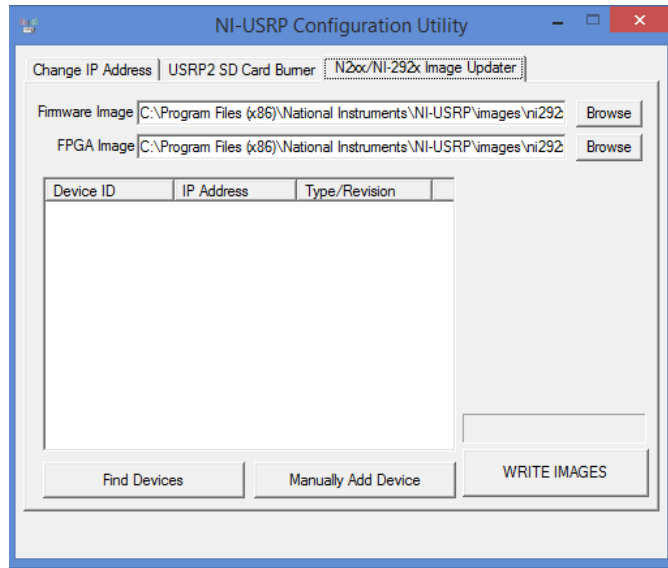 NI-USRP Configuration Utility
Change IP Address USRP2 SD Card Burner N2xx/NI-292x Image Updater
Firmware Image C:\Program Files (x86)\National Instruments\NI-USRP\images\ni292: Browse
FPGA Image C:\Program Files (x86)\National Instruments\NI-USRP\images\ni292: Browse
Device ID IP Address Type/Revision
Find Devices Manually Add Device WRITE IMAGES